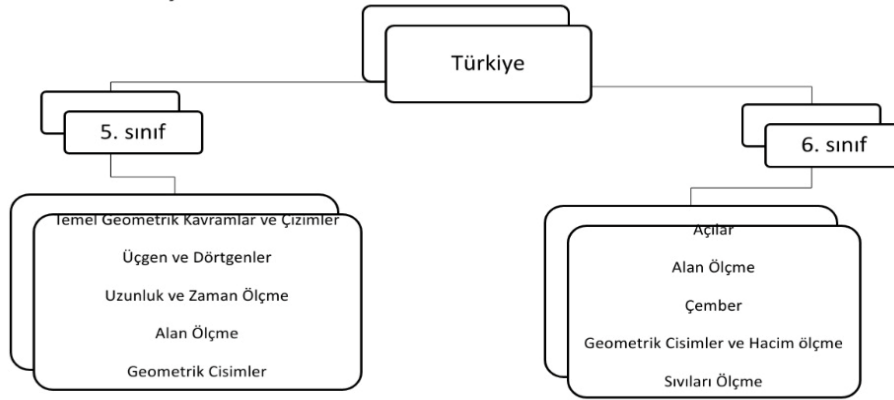 Türkiye
5. sınıf
6. sınıf
Temel Geometrik Kavramlar ve Çizimler
Üçgen ve Dörtgenler
Uzunluk ve Zaman Ölçme
Alan Ölçme
Geometrik Cisimler
Açılar
Alan Ölçme
Çember
Geometrik Cisimler ve Hacim ölçme
Sıvıları Ölçme